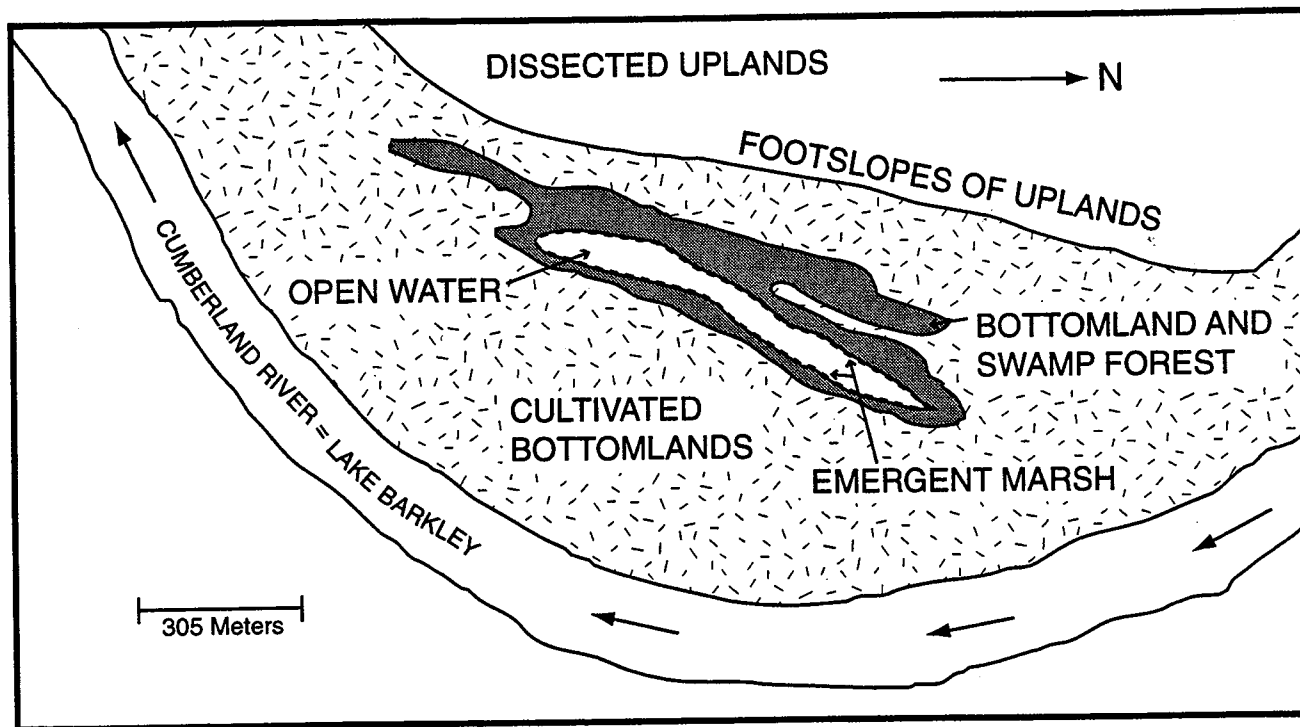 DISSECTED UPLANDS
N
FOOTSLOPES OF UPLANDS
OPEN WATER
BOTTOMLAND AND
SWAMP FOREST
CUMBERLAND RIVER = LAKE BARKLEY
CULTIVATED
BOTTOMLANDS
EMERGENT MARSH
305 Meters